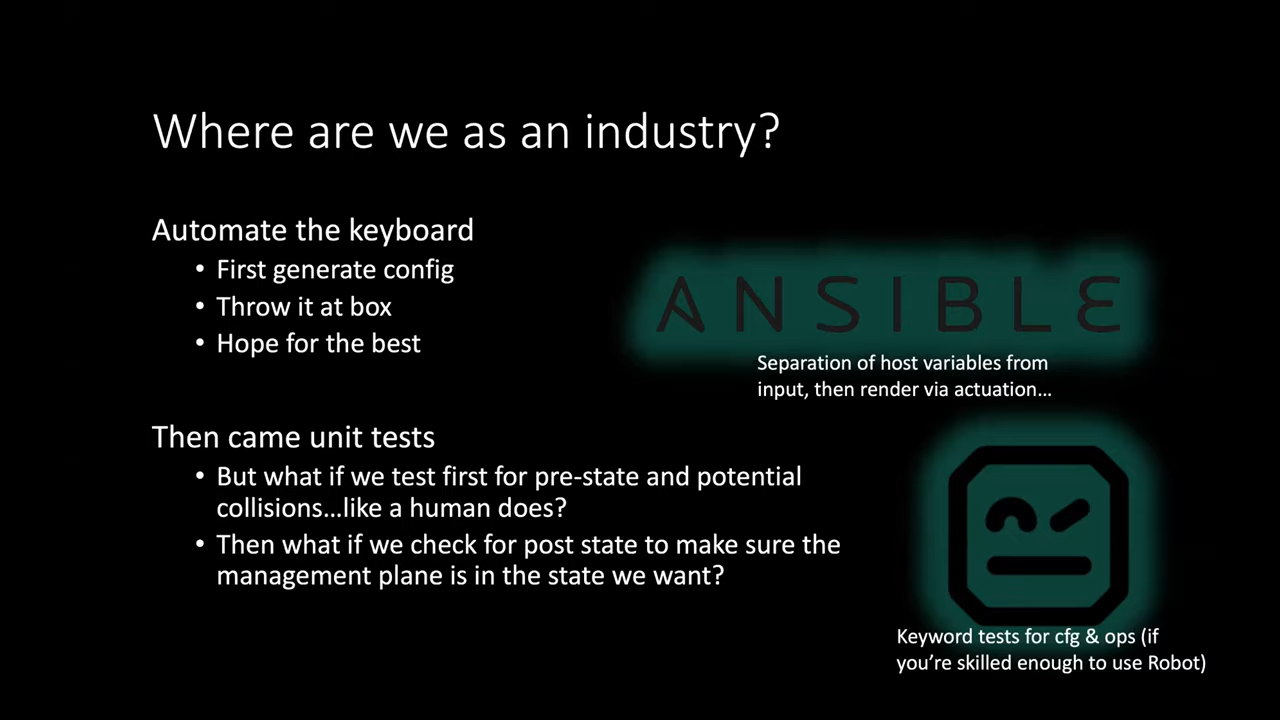 Where are we as an industry?
Automate the keyboard
• First generate config
• Throw it at box
• Hope for the best
ANSIBLE
Separation of host variables from
input, then render via actuation…
Then came unit tests
• But what if we test first for pre-state and potential
collisions…like a human does?
• Then what if we check for post state to make sure the
management plane is in the state we want?
Keyword tests for cfg & ops (if
you’re skilled enough to use Robot)